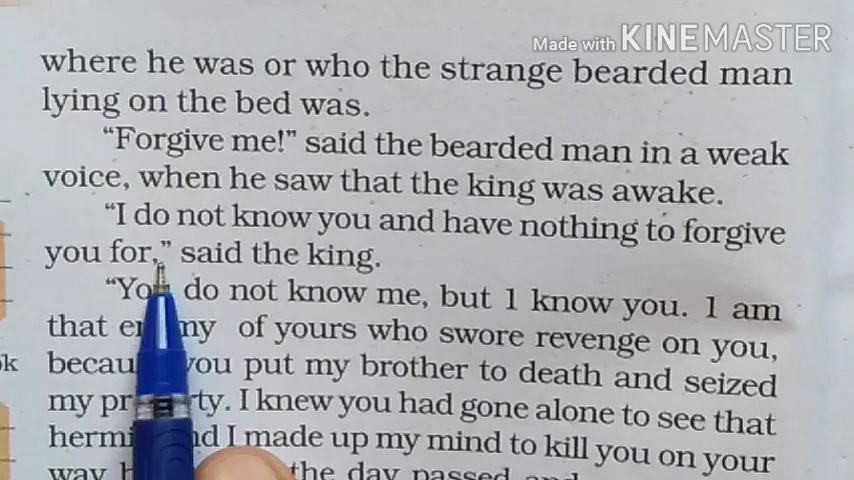 Made with KINEMASTER
where he was or who the strange bearded man
lying on the bed was.
“Forgive me!” said the bearded man in a weak
voice, when he saw that the king was awake.
“I do not know you and have nothing to forgive
you for,” said the king.
do not know me, but 1 know you. 1 am
that of yours who swore revenge on you,
you put my brother to death and seized
my I knew you had gone alone to see that
I made up my mind to kill you on your
way the day passed